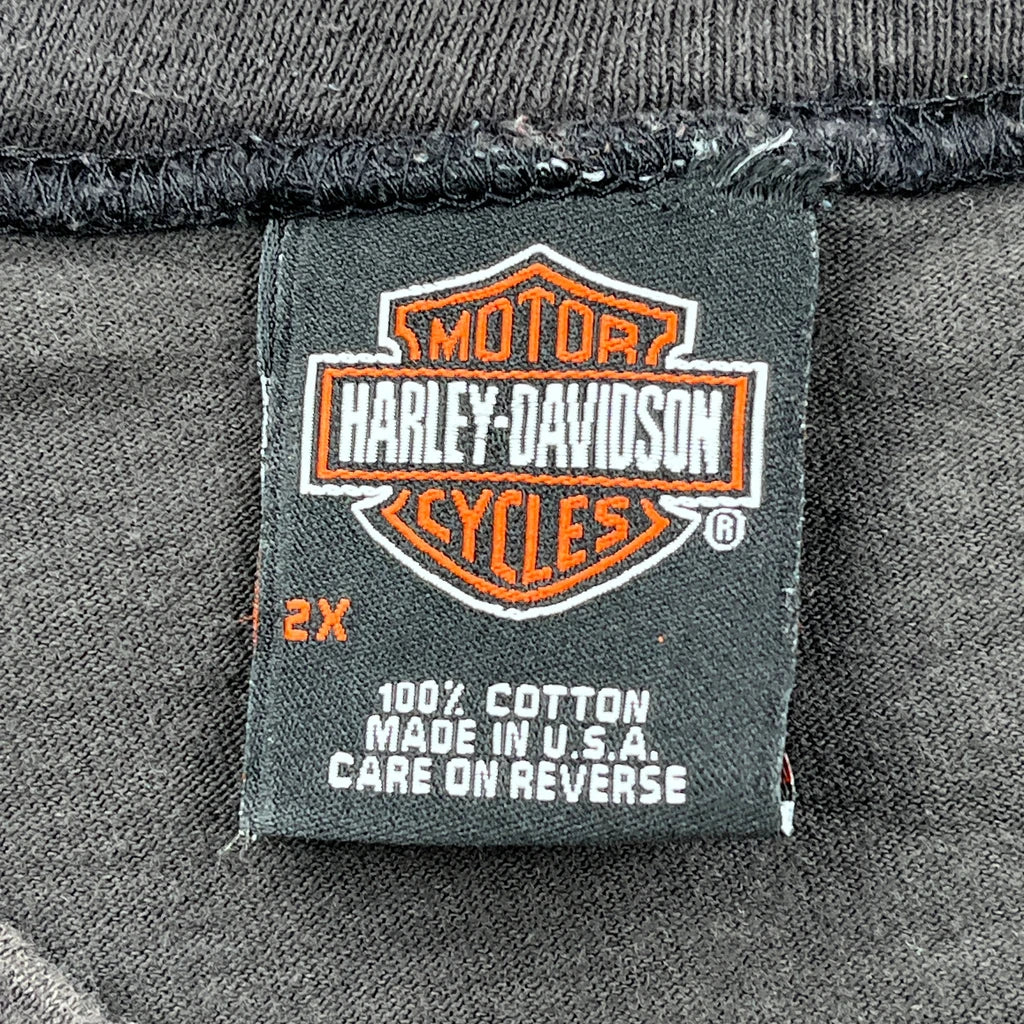 MOTOR
HARLEY-DAVIDSON
CYCLES
®
2X
100% COTTON
MADE IN U.S.A.
CARE ON REVERSE